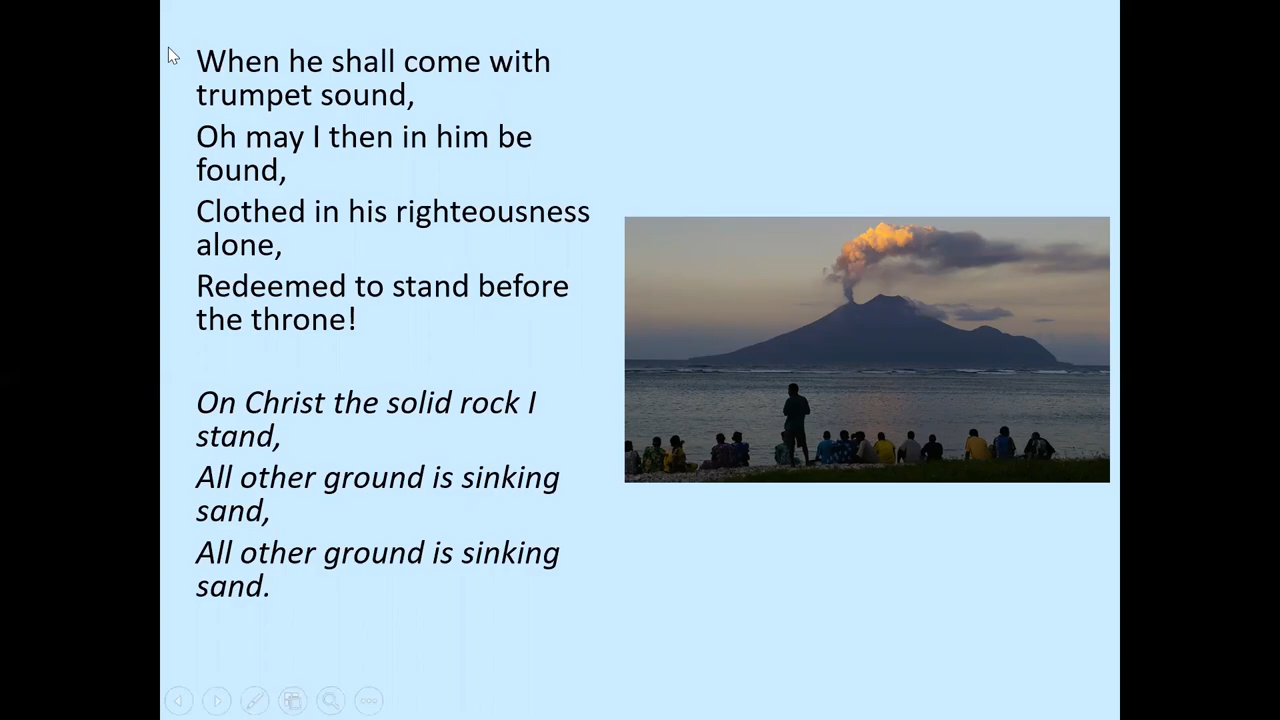 When he shall come with
trumpet sound,
Oh may I then in him be
found,
Clothed in his righteousness
alone,
Redeemed to stand before
the throne!
On Christ the solid rock I
stand,
All other ground is sinking
sand,
All other ground is sinking
sand.